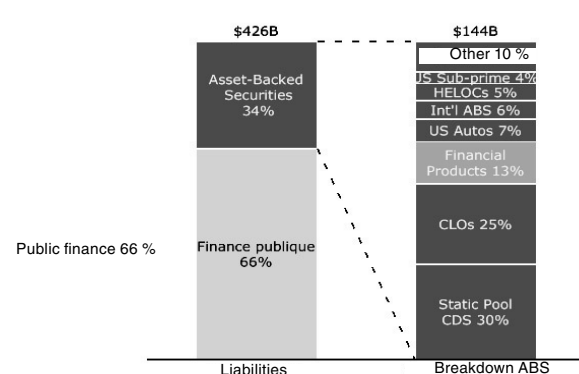 $426B
$144B
Asset-Backed
Securities
34%
Other 10 %
US Sub-prime 4%
HELOCs 5%
Int'l ABS 6%
US Autos 7%
Financial
Products 13%
Public finance 66 %
Finance publique
66%
CLOs 25%
Static Pool
CDS 30%
Liabilities
Breakdown ABS